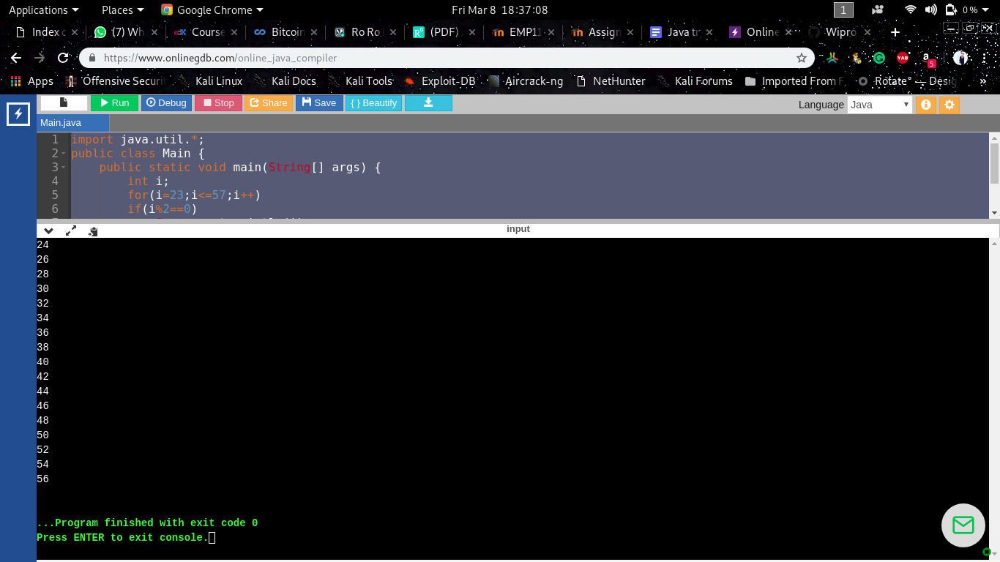 Applications Places Google Chrome Fri Mar 8 18:37:08 1 0 %
Index (7) Wh Course Bitcoin Ro Ro (PDF) EMP11 Assign Java tr Online Wipro
https://www.onlinegdb.com/online_java_compiler YAB a 5
Apps Offensive Securi Kali Linux Kali Docs Kali Tools Exploit-DB Aircrack-ng NetHunter Kali Forums Imported From F Rotate° — Desig »
Run Debug Stop Share Save { } Beautify Language Java
Main.java
1 import java.util.*;
2 public class Main {
3 public static void main(String[] args) {
4 int i;
5 for(i=23;i<=57;i++)
6 if(i%2==0)
input
24
26
28
30
32
34
36
38
40
42
44
46
48
50
52
54
56
...Program finished with exit code 0
Press ENTER to exit console.